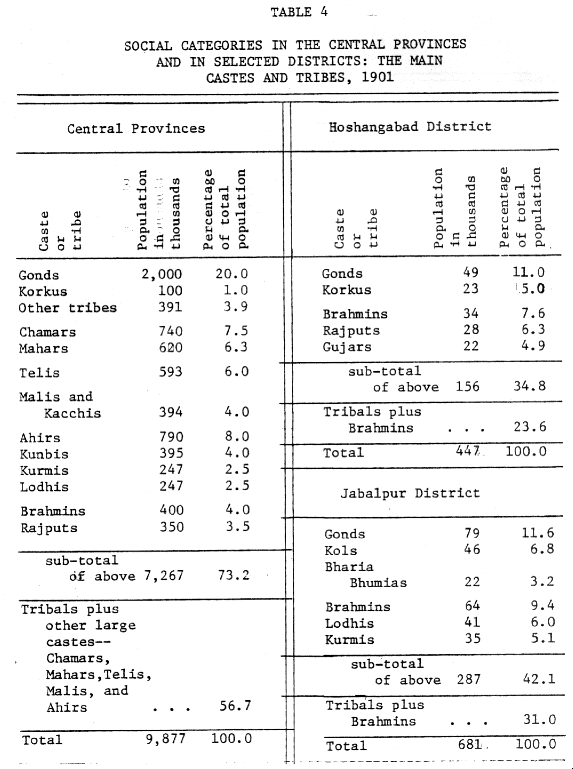 TABLE 4
SOCIAL CATEGORIES IN THE CENTRAL PROVINCES
AND IN SELECTED DISTRICTS: THE MAIN
CASTES AND TRIBES, 1901
Central Provinces
Caste or tribe Population in thousands Percentage of total population
Gonds 2,000 20.0
Korkus 100 1.0
Other tribes 391 3.9
Chamars 740 7.5
Mahars 620 6.3
Telis 593 6.0
Malis and
Kacchis 394 4.0
Ahirs 790 8.0
Kunbis 395 4.0
Kurmis 247 2.5
Lodhis 247 2.5
Brahmins 400 4.0
Rajputs 350 3.5
sub-total
of above 7,267 73.2
Tribals plus
other large
castes--
Chamars,
Mahars,Telis,
Malis, and
Ahirs . . . 56.7
Total 9,877 100.0
Hoshangabad District
Caste or tribe Population in thousands Percentage of total population
Gonds 49 11.0
Korkus 23 5.0
Brahmins 34 7.6
Rajputs 28 6.3
Gujars 22 4.9
sub-total
of above 156 34.8
Tribals plus
Brahmins . . . 23.6
Total 447 100.0
Jabalpur District
Gonds 79 11.6
Kols 46 6.8
Bharia
Bhumias 22 3.2
Brahmins 64 9.4
Lodhis 41 6.0
Kurmis 35 5.1
sub-total
of above 287 42.1
Tribals plus
Brahmins . . . 31.0
Total 681 100.0